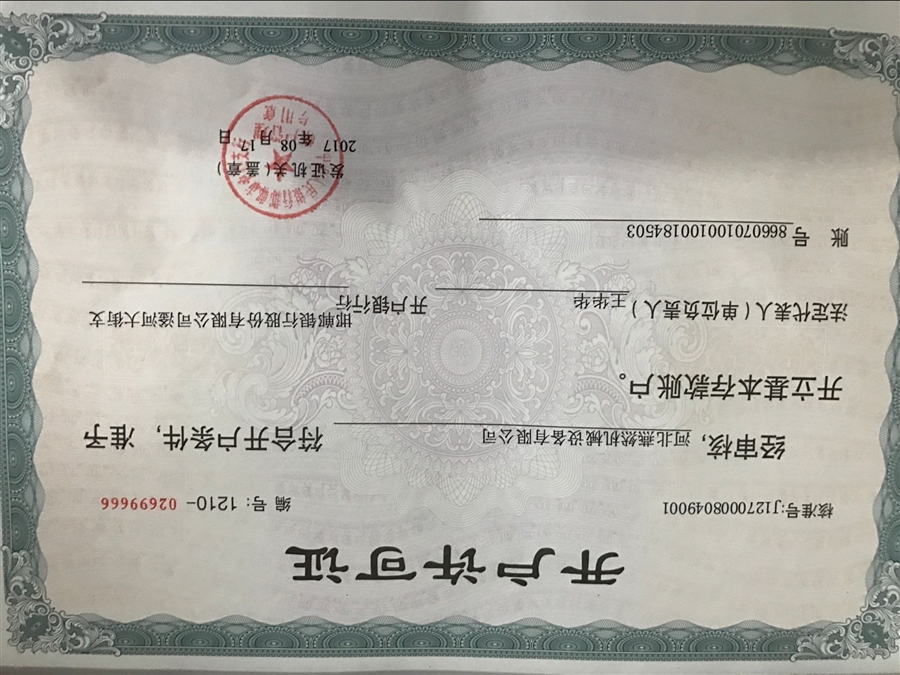 开户许可证
核准号:J1270008049001
编号: 1210- 02699666
经审核, 河北燕然机械设备有限公司 符合开户条件, 准予
开立基本存款账户。
法定代表人(单位负责人) 王华华 开户银行 邯郸银行股份有限公司滏河大街支
行
账 号 866070100100184503
发证机关(盖章)
2017 年 08 月 17 日